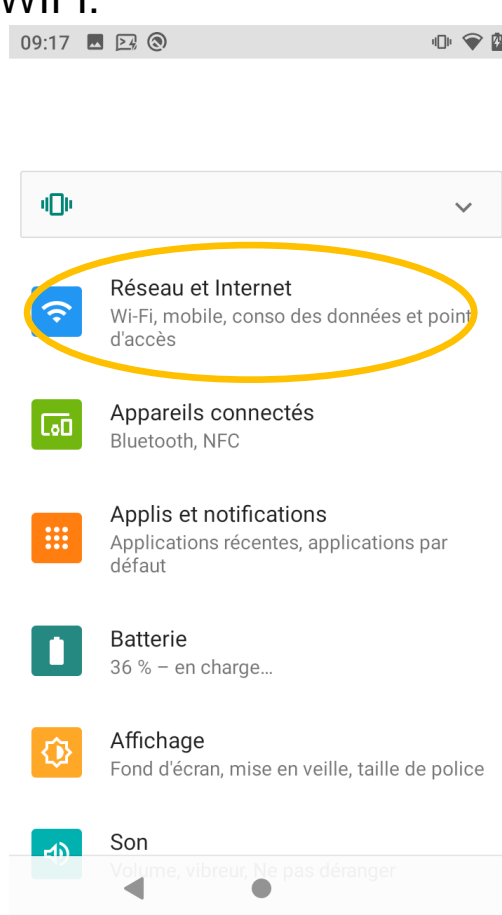 WIFI.
09:17
Réseau et Internet
Wi-Fi, mobile, conso des données et point
d'accès
Appareils connectés
Bluetooth, NFC
Applis et notifications
Applications récentes, applications par
défaut
Batterie
36 % – en charge…
Affichage
Fond d'écran, mise en veille, taille de police
Son
Volume, vibreur, Ne pas déranger